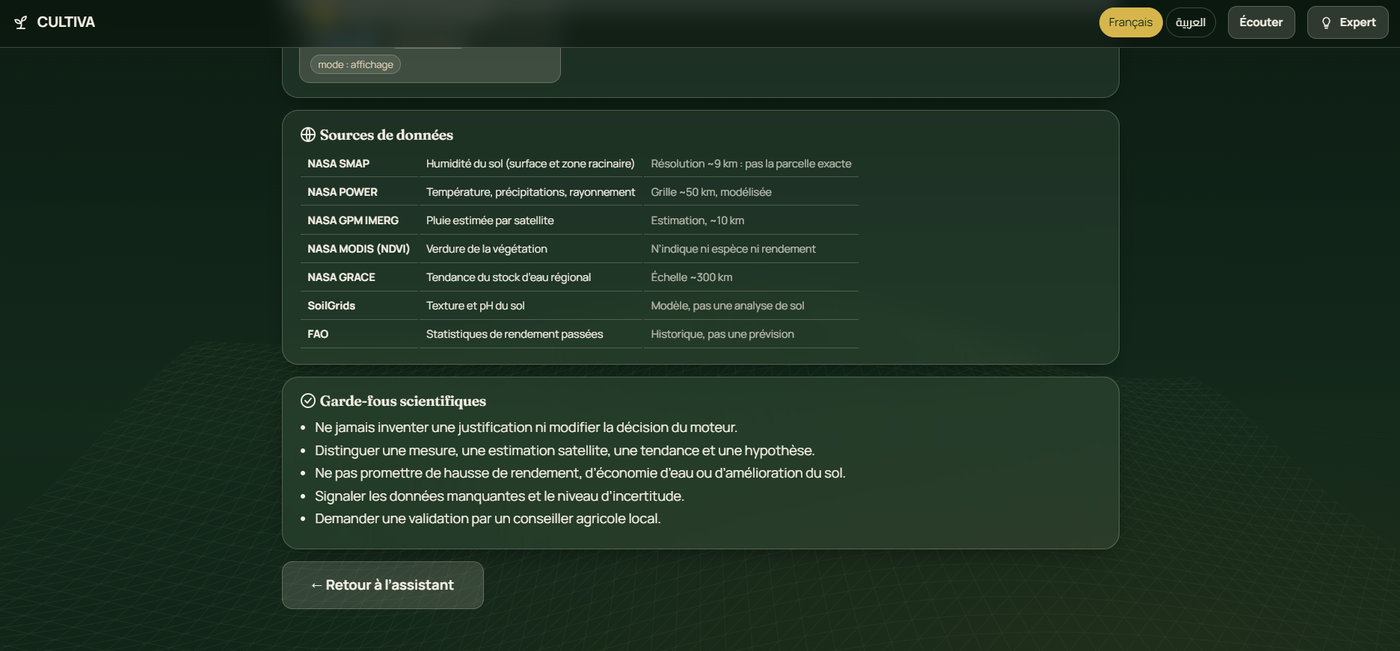 CULTIVA
Français العربية Écouter Expert
mode : affichage
Sources de données
NASA SMAP Humidité du sol (surface et zone racinaire) Résolution ~9 km : pas la parcelle exacte
NASA POWER Température, précipitations, rayonnement Grille ~50 km, modélisée
NASA GPM IMERG Pluie estimée par satellite Estimation, ~10 km
NASA MODIS (NDVI) Verdure de la végétation N'indique ni espèce ni rendement
NASA GRACE Tendance du stock d'eau régional Échelle ~300 km
SoilGrids Texture et pH du sol Modèle, pas une analyse de sol
FAO Statistiques de rendement passées Historique, pas une prévision
Garde-fous scientifiques
• Ne jamais inventer une justification ni modifier la décision du moteur.
• Distinguer une mesure, une estimation satellite, une tendance et une hypothèse.
• Ne pas promettre de hausse de rendement, d'économie d'eau ou d'amélioration du sol.
• Signaler les données manquantes et le niveau d'incertitude.
• Demander une validation par un conseiller agricole local.
← Retour à l'assistant